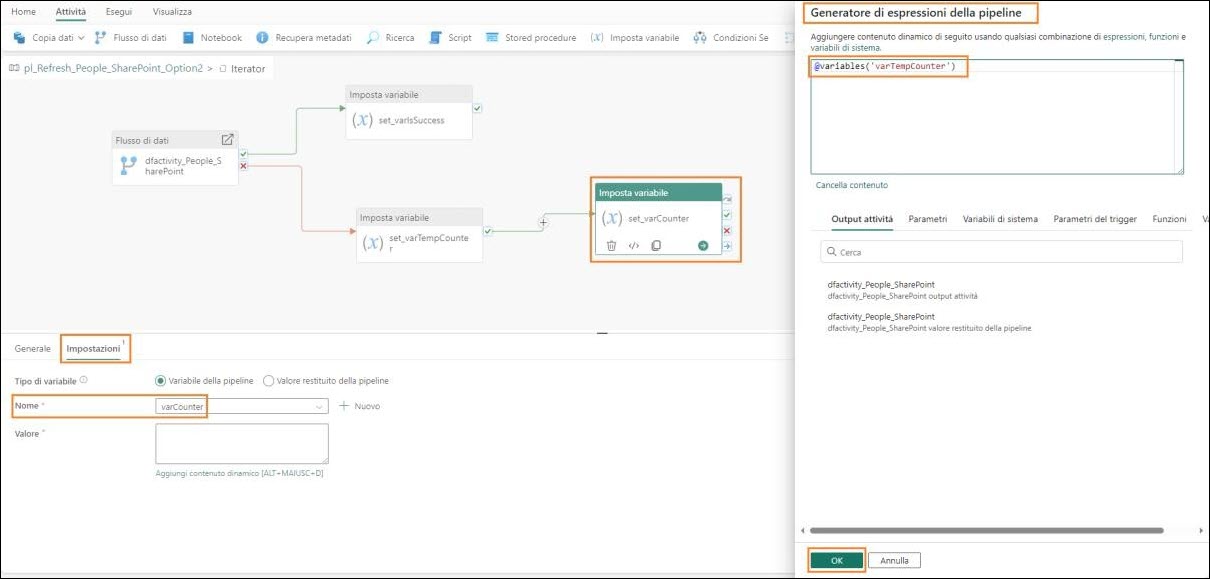 Home Attività Esegui Visualizza
Copia dati Flusso di dati Notebook Recupera metadati Ricerca Script Stored procedure (x) Imposta variabile Condizioni Se
pl_Refresh_People_SharePoint_Option2 > Iterator
Imposta variabile
(x) set_varIsSuccess
Flusso di dati
dfactivity_People_S
harePoint
Imposta variabile
(x) set_varTempCounte
r
Imposta variabile
(x) set_varCounter
Generale Impostazioni 1
Tipo di variabile Variabile della pipeline Valore restituito della pipeline
Nome * varCounter Nuovo
Valore *
Aggiungi contenuto dinamico [ALT+MAIUSC+D]
Generatore di espressioni della pipeline
Aggiungere contenuto dinamico di seguito usando qualsiasi combinazione di espressioni, funzioni e
variabili di sistema.
@variables('varTempCounter')
Cancella contenuto
Output attività Parametri Variabili di sistema Parametri del trigger Funzioni
Cerca
dfactivity_People_SharePoint
dfactivity_People_SharePoint output attività
dfactivity_People_SharePoint
dfactivity_People_SharePoint valore restituito della pipeline
OK Annulla